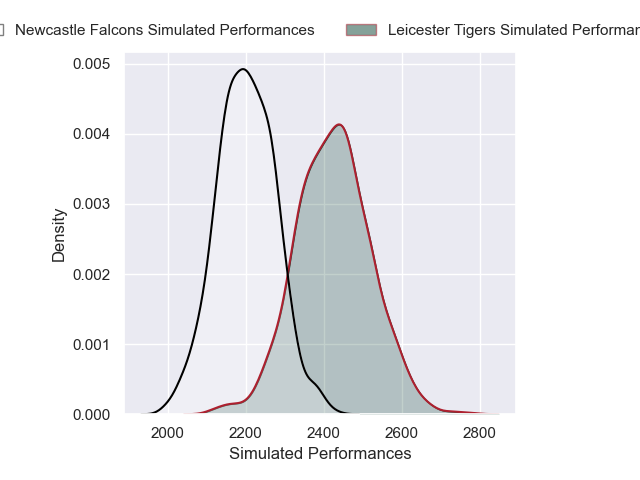 Newcastle Falcons Simulated Performances
Leicester Tigers Simulated
0.005
0.004
0.003
0.002
0.001
0.000
Density
2000
2200
2400
2600
2800
Simulated Performances